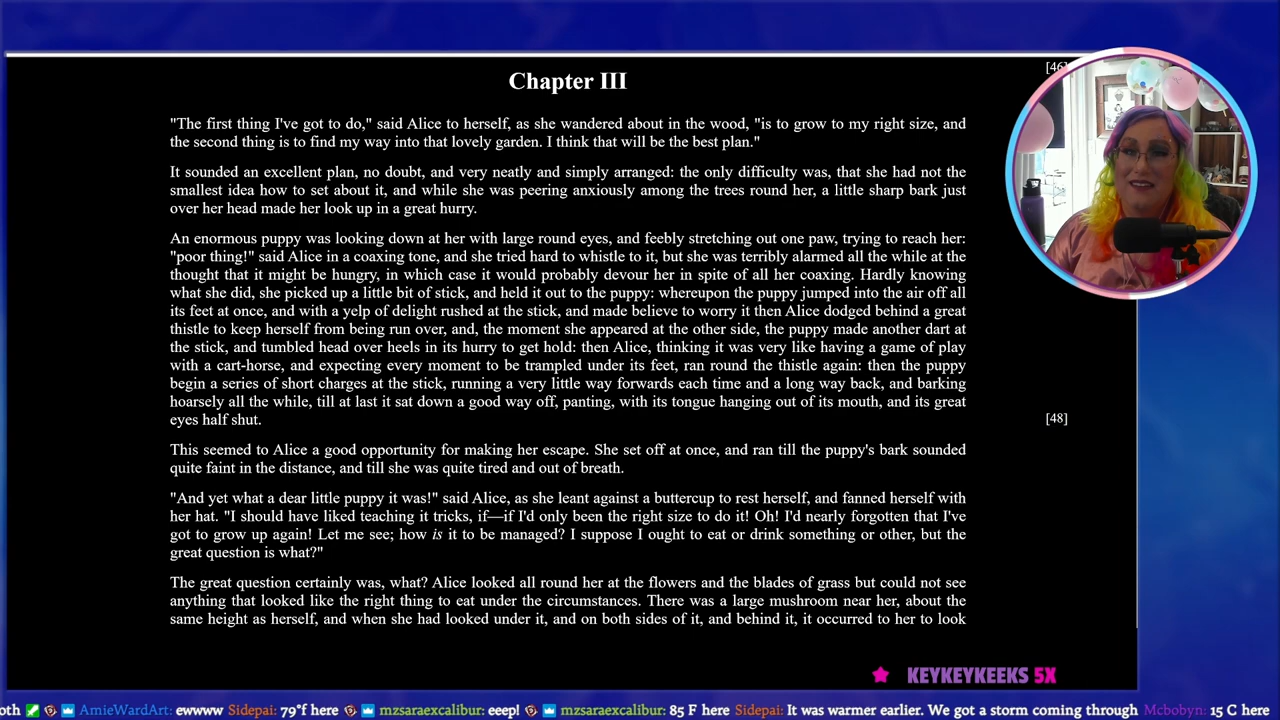 [46]
Chapter III
"The first thing I've got to do," said Alice to herself, as she wandered about in the wood, "is to grow to my right size, and
the second thing is to find my way into that lovely garden. I think that will be the best plan."
It sounded an excellent plan, no doubt, and very neatly and simply arranged: the only difficulty was, that she had not the
smallest idea how to set about it, and while she was peering anxiously among the trees round her, a little sharp bark just
over her head made her look up in a great hurry.
An enormous puppy was looking down at her with large round eyes, and feebly stretching out one paw, trying to reach her:
"poor thing!" said Alice in a coaxing tone, and she tried hard to whistle to it, but she was terribly alarmed all the while at the
thought that it might be hungry, in which case it would probably devour her in spite of all her coaxing. Hardly knowing
what she did, she picked up a little bit of stick, and held it out to the puppy: whereupon the puppy jumped into the air off all
its feet at once, and with a yelp of delight rushed at the stick, and made believe to worry it then Alice dodged behind a great
thistle to keep herself from being run over, and, the moment she appeared at the other side, the puppy made another dart at
the stick, and tumbled head over heels in its hurry to get hold: then Alice, thinking it was very like having a game of play
with a cart-horse, and expecting every moment to be trampled under its feet, ran round the thistle again: then the puppy
begin a series of short charges at the stick, running a very little way forwards each time and a long way back, and barking
hoarsely all the while, till at last it sat down a good way off, panting, with its tongue hanging out of its mouth, and its great
eyes half shut.
[48]
This seemed to Alice a good opportunity for making her escape. She set off at once, and ran till the puppy's bark sounded
quite faint in the distance, and till she was quite tired and out of breath.
"And yet what a dear little puppy it was!" said Alice, as she leant against a buttercup to rest herself, and fanned herself with
her hat. "I should have liked teaching it tricks, if—if I'd only been the right size to do it! Oh! I'd nearly forgotten that I've
got to grow up again! Let me see; how is it to be managed? I suppose I ought to eat or drink something or other, but the
great question is what?"
The great question certainly was, what? Alice looked all round her at the flowers and the blades of grass but could not see
anything that looked like the right thing to eat under the circumstances. There was a large mushroom near her, about the
same height as herself, and when she had looked under it, and on both sides of it, and behind it, it occurred to her to look
KEYKEYKEEKS 5X
oth AmieWardArt: ewwww Sidepai: 79°f here mzsaraexcalibur: eeep! mzsaraexcalibur: 85 F here Sidepai: It was warmer earlier. We got a storm coming through Mcbobyn: 15 C here